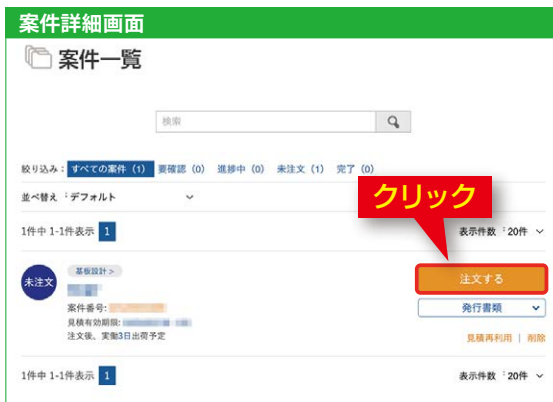 案件詳細画面
案件一覧
検索
絞り込み： すべての案件（1） 要確認（0） 進捗中（0） 未注文（1） 完了（0）
並べ替え ：デフォルト
クリック
1件中 1-1件表示 1 表示件数 ：20件
未注文
基板設計 >
注文する
案件番号:
発行書類
見積有効期限:
注文後、実働3日出荷予定
見積再利用 | 削除
1件中 1-1件表示 1 表示件数 ：20件